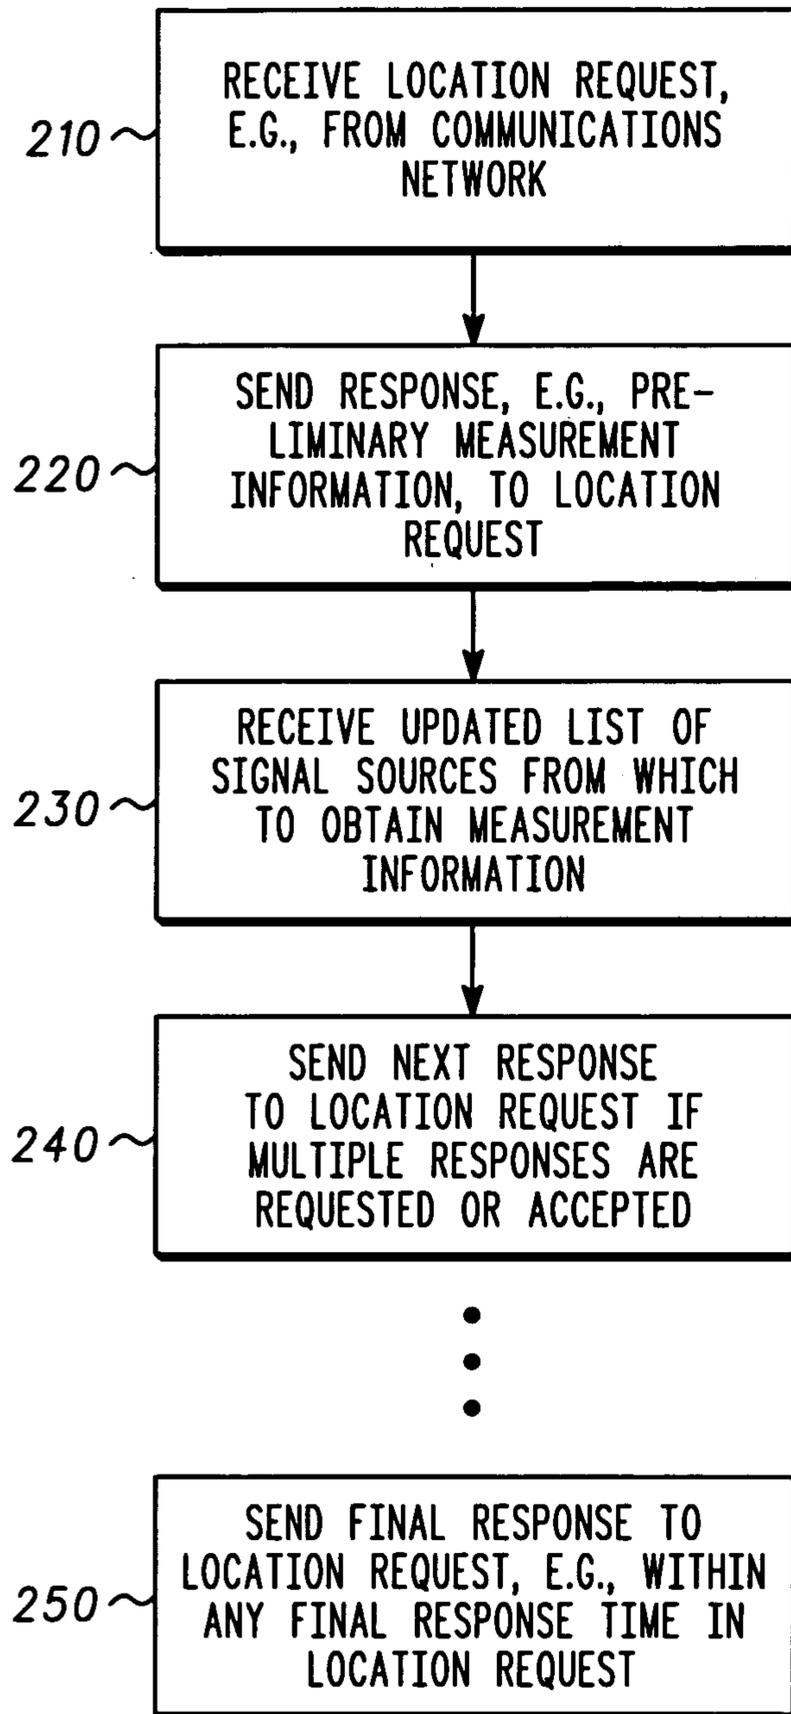 210
RECEIVE LOCATION REQUEST,
E.G., FROM COMMUNICATIONS
NETWORK
220
SEND RESPONSE, E.G., PRE-
LIMINARY MEASUREMENT
INFORMATION, TO LOCATION
REQUEST
230
RECEIVE UPDATED LIST OF
SIGNAL SOURCES FROM WHICH
TO OBTAIN MEASUREMENT
INFORMATION
240
SEND NEXT RESPONSE
TO LOCATION REQUEST IF
MULTIPLE RESPONSES ARE
REQUESTED OR ACCEPTED
250
SEND FINAL RESPONSE TO
LOCATION REQUEST, E.G., WITHIN
ANY FINAL RESPONSE TIME IN
LOCATION REQUEST